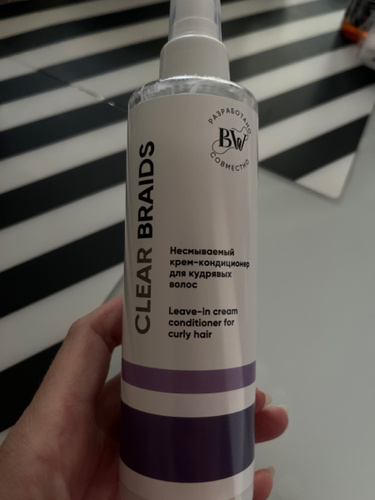 РАЗРАБОТАНО
BW
СОВМЕСТНО
CLEAR BRAIDS
Несмываемый
крем-кондиционер
для кудрявых
волос
Leave-in cream
conditioner for
curly hair